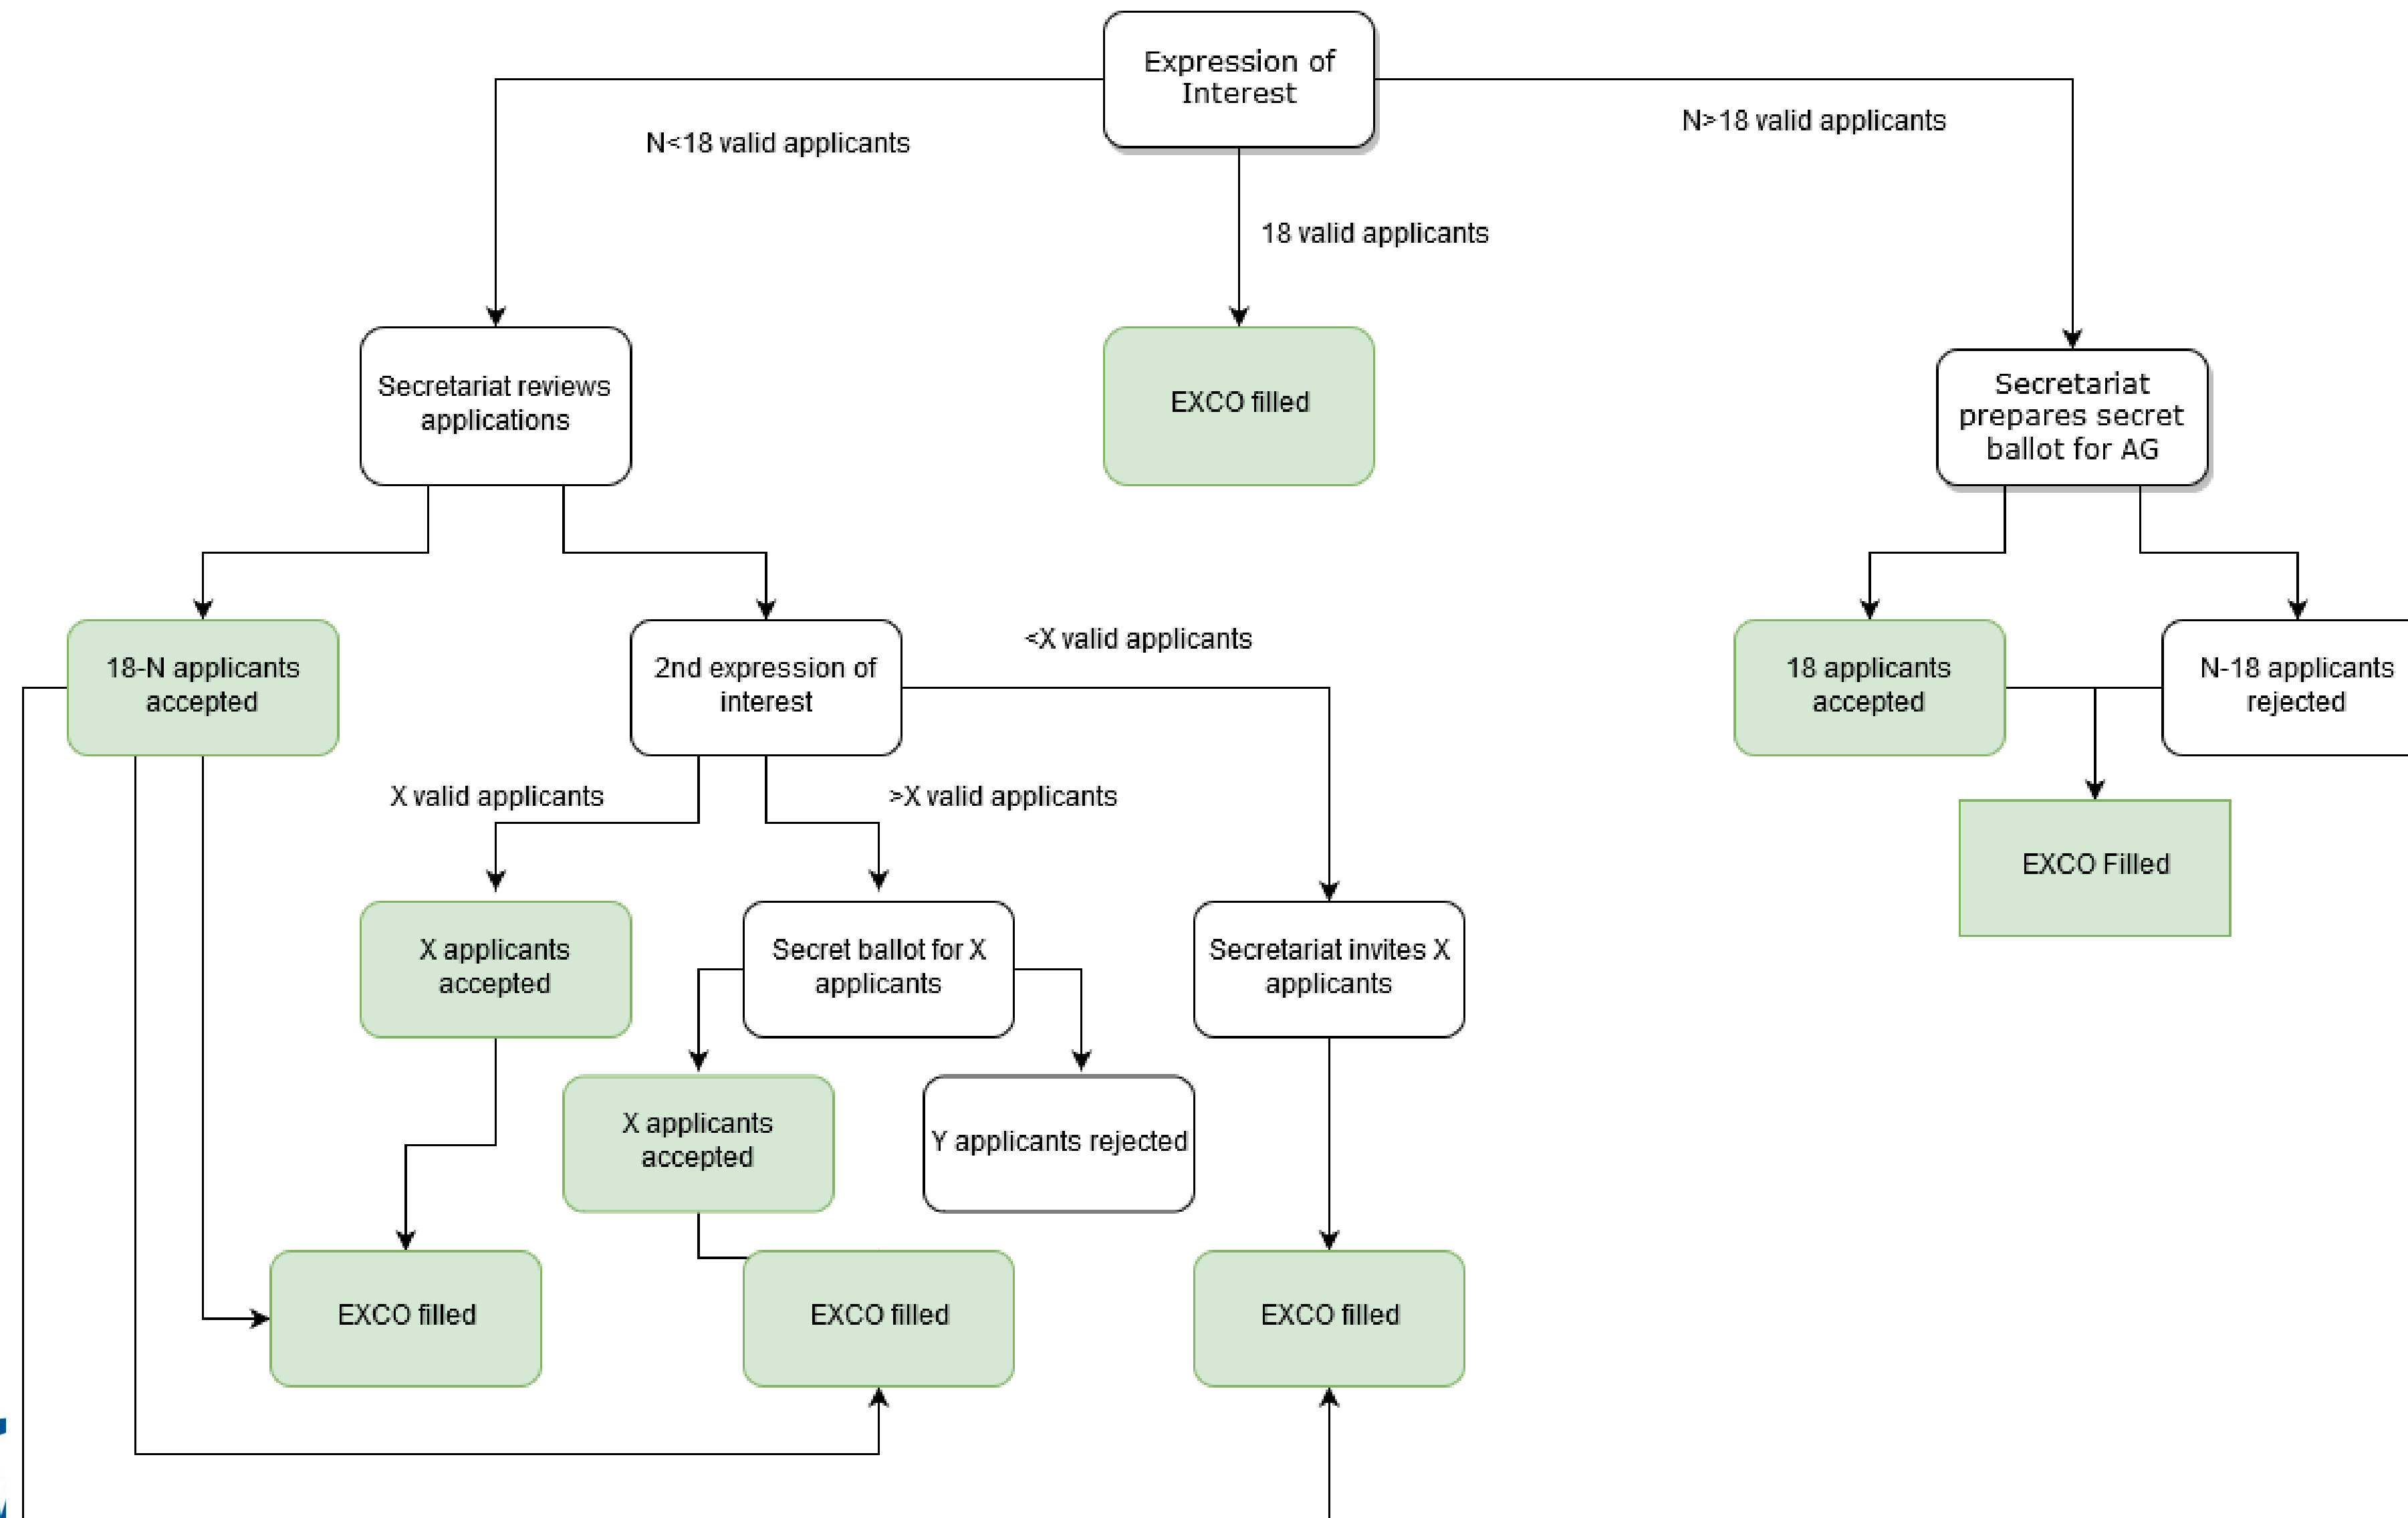 Expression of
Interest
N<18 valid applicants
N>18 valid applicants
18 valid applicants
Secretariat reviews
applications
EXCO filled
Secretariat
prepares secret
ballot for AG
18-N applicants
accepted
2nd expression of
interest
<X valid applicants
18 applicants
accepted
N-18 applicants
rejected
X valid applicants
>X valid applicants
EXCO Filled
X applicants
accepted
Secret ballot for X
applicants
Secretariat invites X
applicants
X applicants
accepted
Y applicants rejected
EXCO filled
EXCO filled
EXCO filled